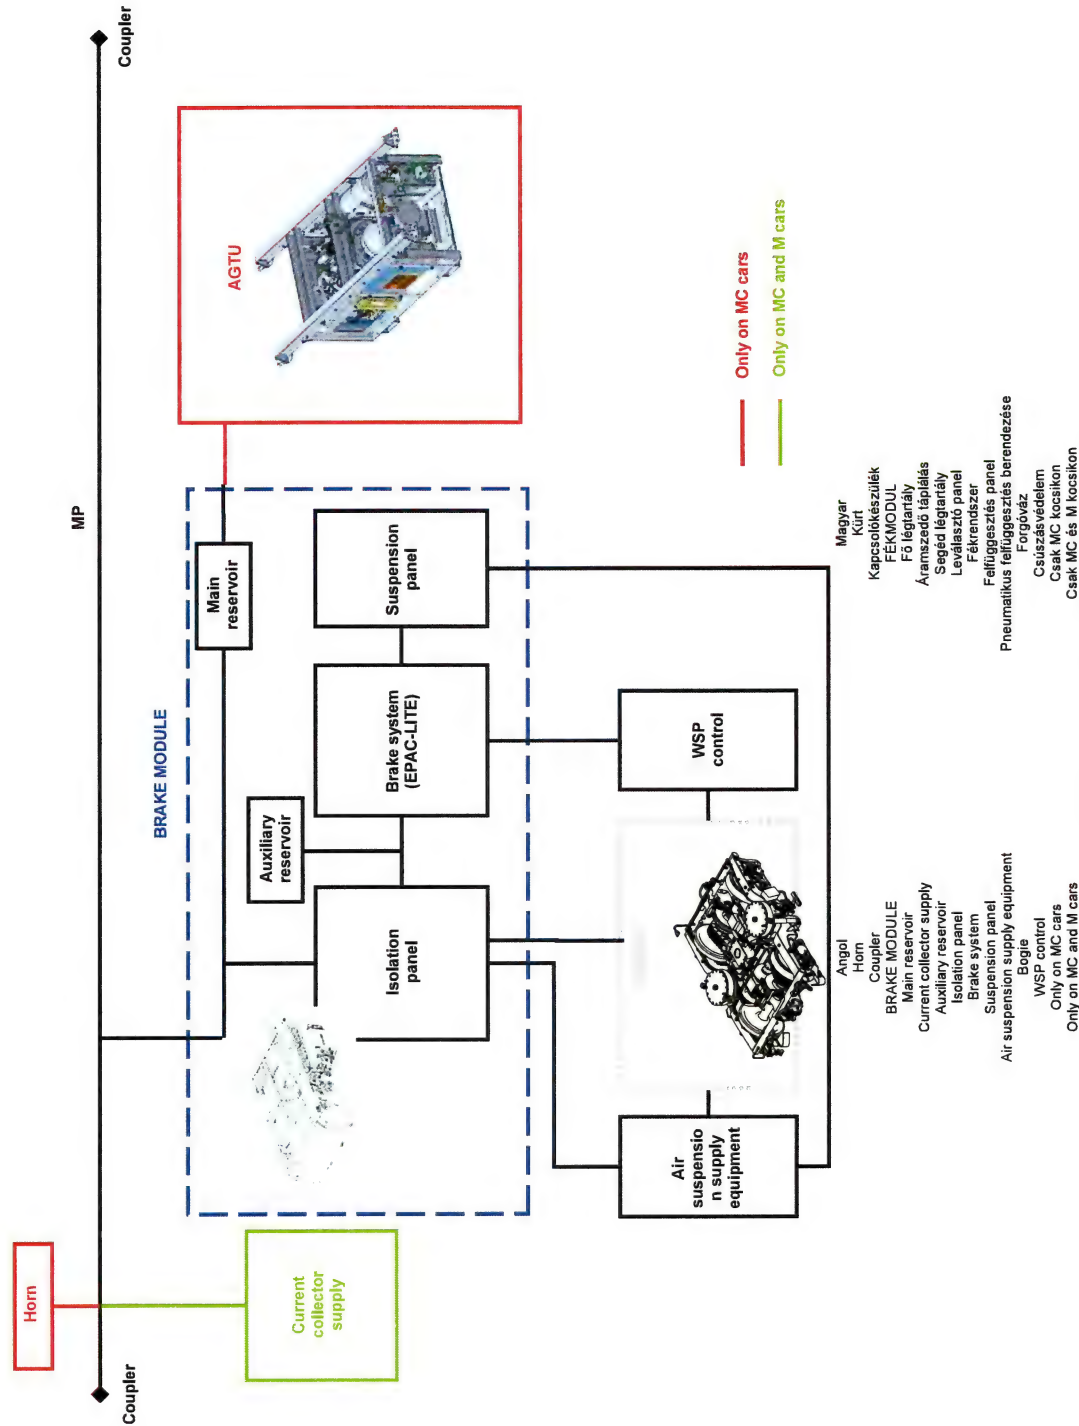 Coupler
Horn
MP
Coupler
Current
collector
supply
BRAKE MODULE
Main
reservoir
AGTU
Auxiliary
reservoir
Isolation
panel
Brake system
(EPAC-LITE)
Suspension
panel
Air
suspensio
n supply
equipment
WSP
control
Only on MC cars
Only on MC and M cars
Angol
Horn
Coupler
BRAKE MODULE
Main reservoir
Current collector supply
Auxiliary reservoir
Isolation panel
Brake system
Suspension panel
Air suspension supply equipment
Bogie
WSP control
Only on MC cars
Only on MC and M cars
Magyar
Kürt
Kapcsolókészülék
FÉKMODUL
Fő légtartály
Áramszedő táplálás
Segéd légtartály
Leválasztó panel
Fékrendszer
Felfüggesztés panel
Pneumatikus felfüggesztés berendezése
Forgóváz
Csúszásvédelem
Csak MC kocsikon
Csak MC és M kocsikon